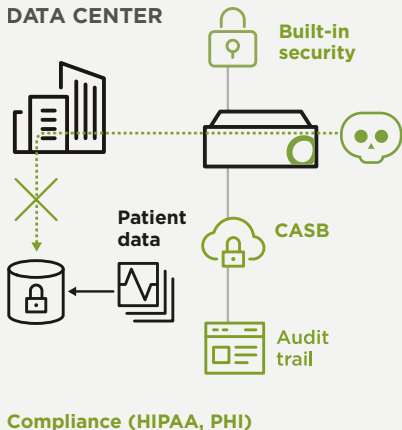 DATA CENTER
Built-in
security
Patient
data
CASB
Audit
trail
Compliance (HIPAA, PHI)